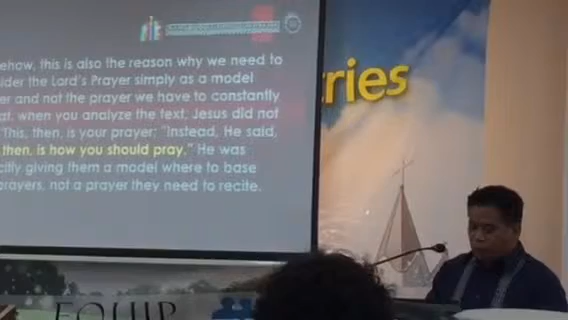 ehow, this is also the reason why we need to
ider the Lord's Prayer simply as a model
er and not the prayer we have to constantly
at. when you analyze the text, Jesus did not
This, then, is your prayer; "Instead, He said,
then, is how you should pray." He was
citly giving them a model where to base
prayers, not a prayer they need to recite.
ries
EQUIP